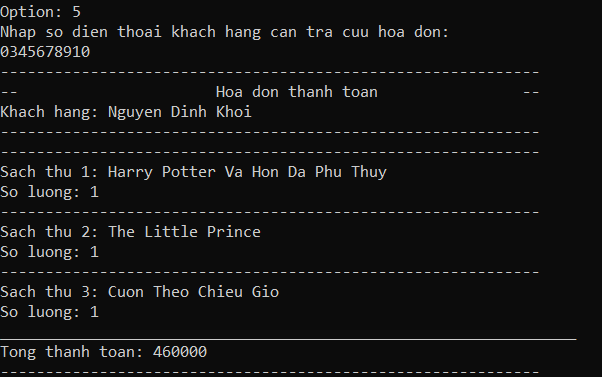 Option: 5
Nhap so dien thoai khach hang can tra cuu hoa don:
0345678910
------------------------------------------------------------
--                      Hoa don thanh toan                --
Khach hang: Nguyen Dinh Khoi
------------------------------------------------------------
------------------------------------------------------------
Sach thu 1: Harry Potter Va Hon Da Phu Thuy
So luong: 1
------------------------------------------------------------
Sach thu 2: The Little Prince
So luong: 1
------------------------------------------------------------
Sach thu 3: Cuon Theo Chieu Gio
So luong: 1
________________________________________________________________
Tong thanh toan: 460000
------------------------------------------------------------